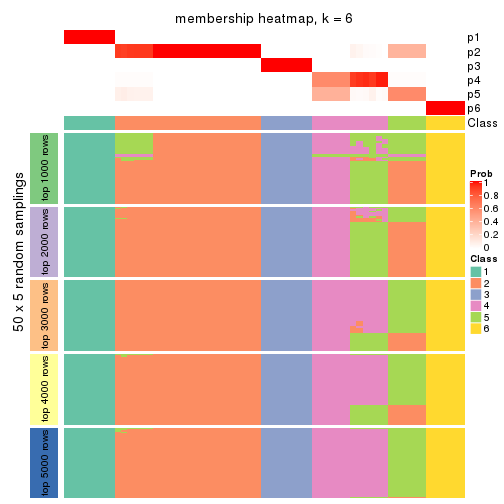 membership heatmap, k = 6
p1
p2
p3
p4
p5
p6
Class
50 x 5 random samplings
top 1000 rows
top 2000 rows
top 3000 rows
top 4000 rows
top 5000 rows
Prob
1
0.8
0.6
0.4
0.2
0
Class
1
2
3
4
5
6